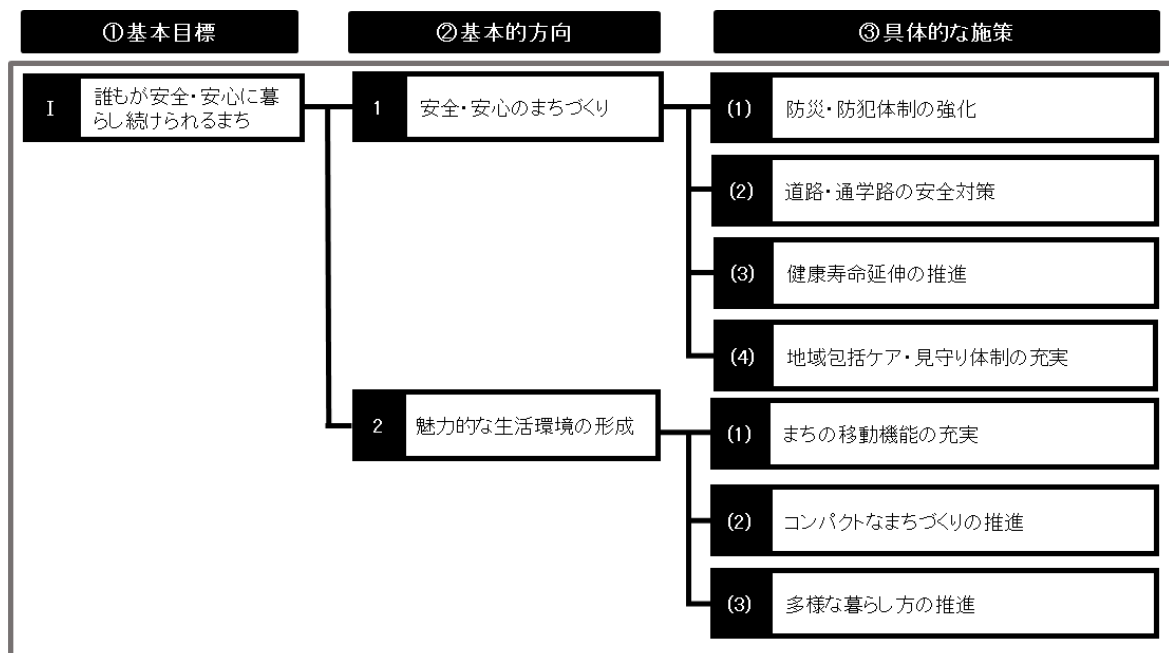 ①基本目標
②基本的方向
③具体的な施策
Ⅰ
誰もが安全・安心に暮
らし続けられるまち
1
安全・安心のまちづくり
(1)
防災・防犯体制の強化
(2)
道路・通学路の安全対策
(3)
健康寿命延伸の推進
(4)
地域包括ケア・見守り体制の充実
2
魅力的な生活環境の形成
(1)
まちの移動機能の充実
(2)
コンパクトなまちづくりの推進
(3)
多様な暮らし方の推進